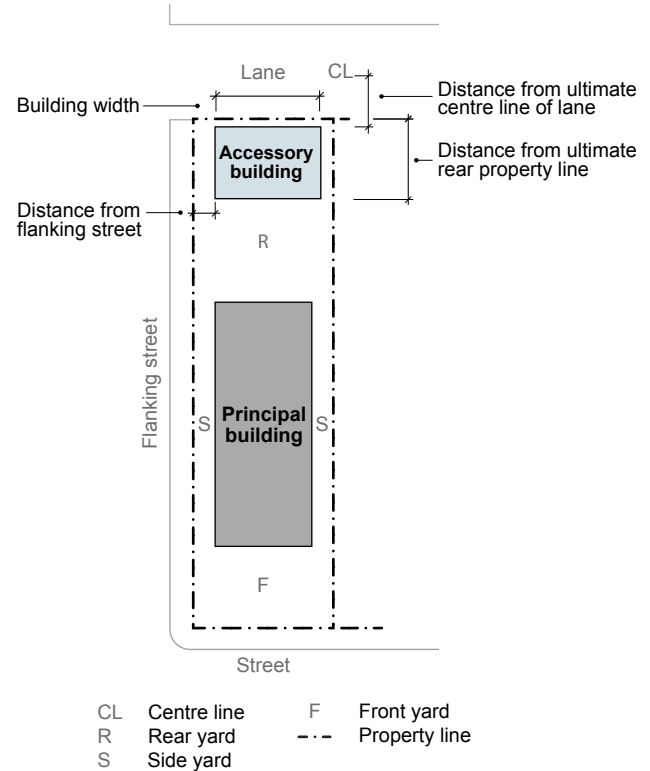 Lane
CL
Building width
Distance from ultimate
centre line of lane
Accessory
building
Distance from ultimate
rear property line
Distance from
flanking street
R
Flanking street
S
Principal
building
S
F
Street
CL Centre line
R Rear yard
S Side yard
F Front yard
Property line